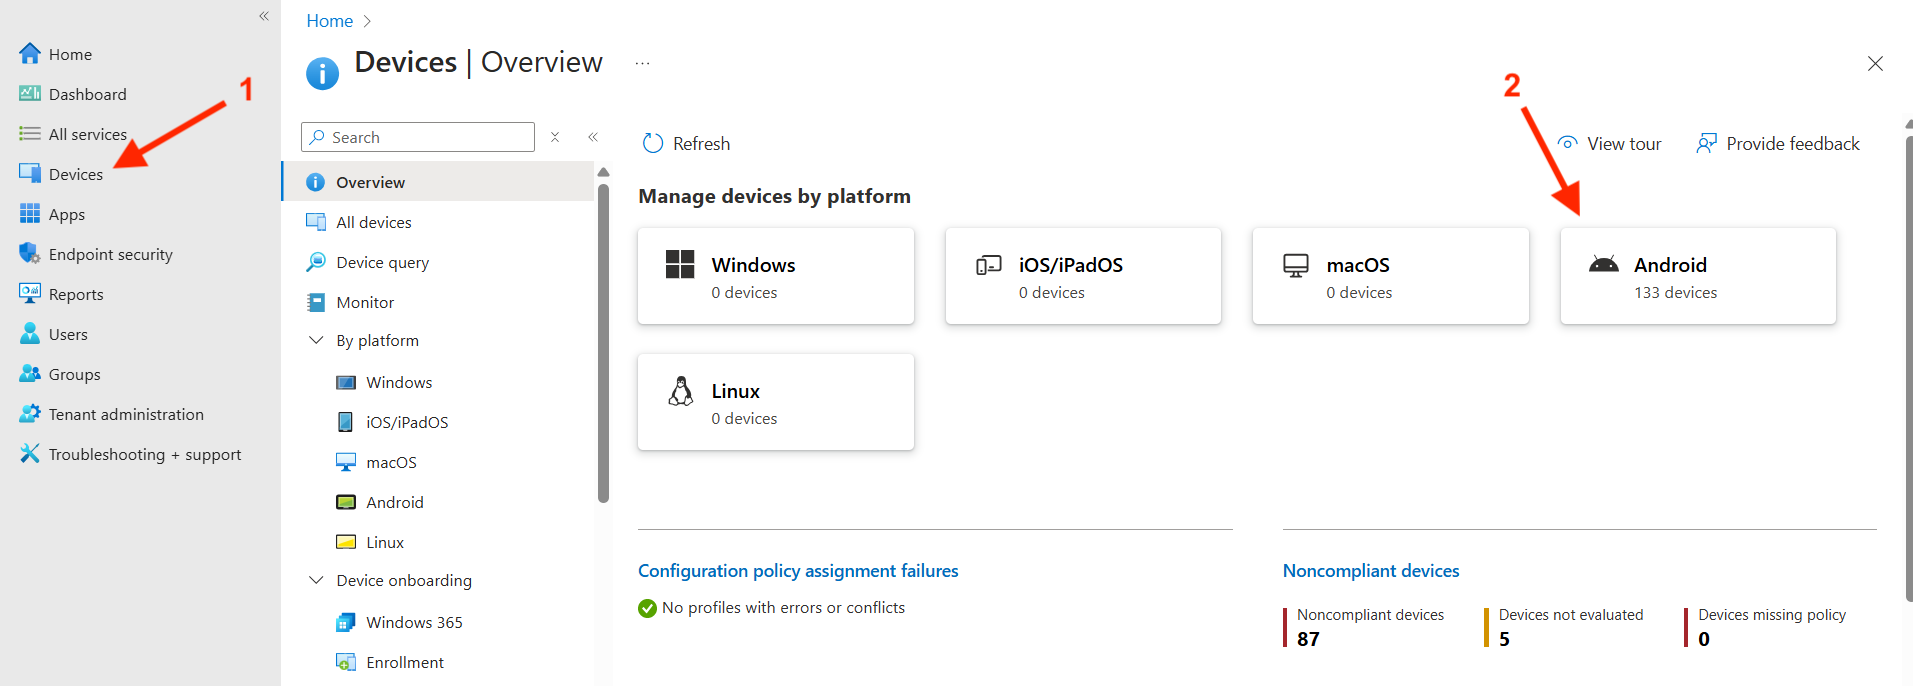 Home
Dashboard
All services
Devices
Apps
Endpoint security
Reports
Users
Groups
Tenant administration
Troubleshooting + support
1
Home
Devices | Overview
...
Search
Overview
All devices
Device query
Monitor
By platform
Windows
iOS/iPadOS
macOS
Android
Linux
Device onboarding
Windows 365
Enrollment
2
Refresh
View tour
Provide feedback
Manage devices by platform
Windows
0 devices
iOS/iPadOS
0 devices
macOS
0 devices
Android
133 devices
Linux
0 devices
Configuration policy assignment failures
No profiles with errors or conflicts
Noncompliant devices
Noncompliant devices
87
Devices not evaluated
5
Devices missing policy
0